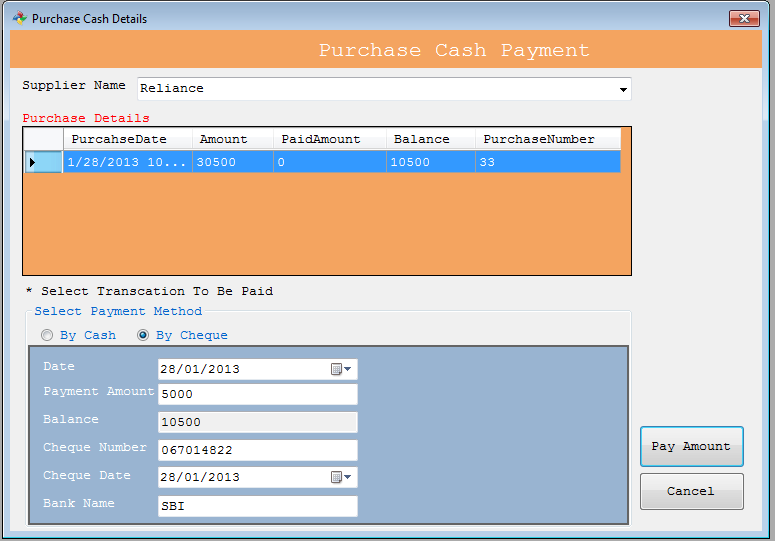 Purchase Cash Details
Purchase Cash Payment
Supplier Name Reliance
Purchase Details
PurcahseDate Amount PaidAmount Balance PurchaseNumber
1/28/2013 10... 30500 0 10500 33
* Select Transcation To Be Paid
Select Payment Method
By Cash By Cheque
Date 28/01/2013
Payment Amount 5000
Balance 10500
Cheque Number 067014822
Cheque Date 28/01/2013
Bank Name SBI
Pay Amount
Cancel